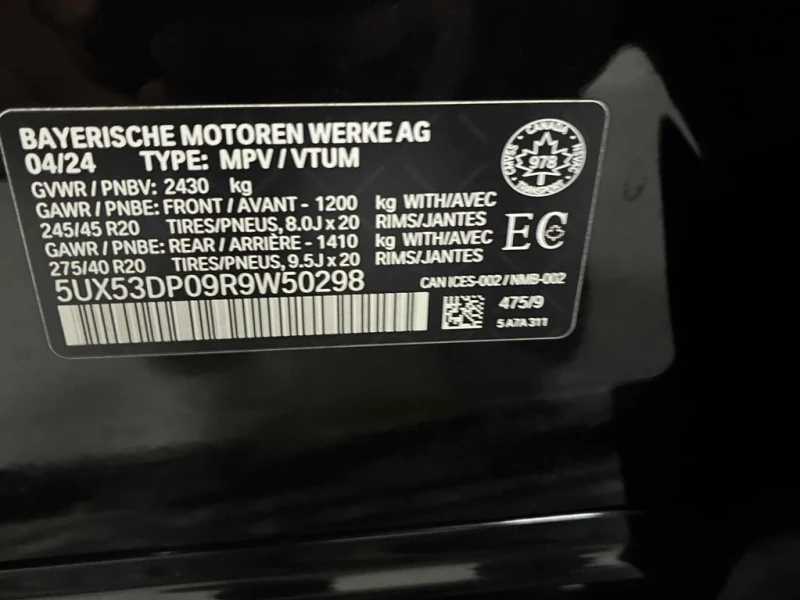 BAYERISCHE MOTOREN WERKE AG
04/24 TYPE: MPV / VTUM
GVWR / PNBV: 2430 kg
GAWR / PNBE: FRONT / AVANT - 1200 kg WITH/AVEC
245/45 R20 TIRES/PNEUS, 8.0J x 20 RIMS/JANTES
GAWR / PNBE: REAR / ARRIÈRE - 1410 kg WITH/AVEC
275/40 R20 TIRES/PNEUS, 9.5J x 20 RIMS/JANTES
5UX53DP09R9W50298
CANADA
978
TRANSPORT
EC
CAN ICES-002 / NMB-002
475/9
5 A7A 311